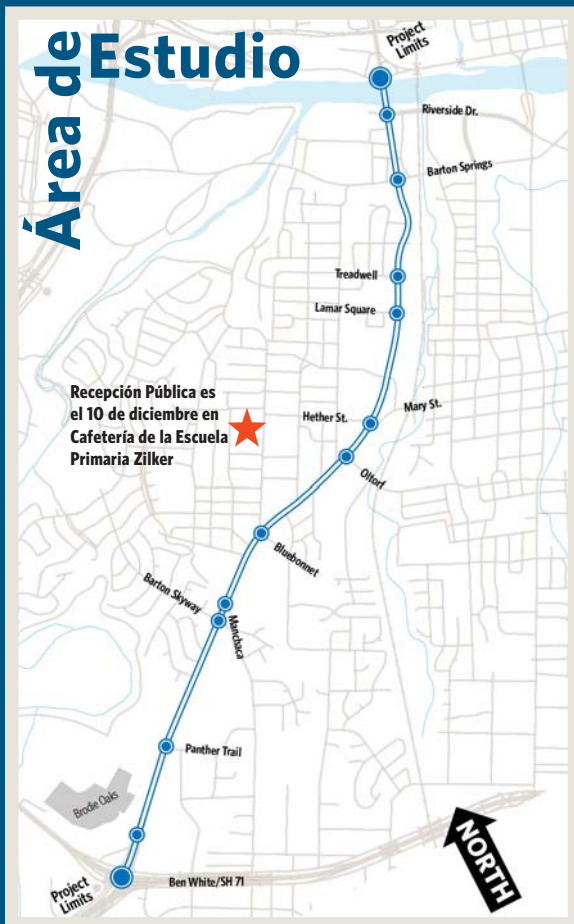 Área de Estudio
Project
Limits
Riverside Dr.
Barton Springs
Treadwell
Lamar Square
Recepción Pública es
el 10 de diciembre en
Cafetería de la Escuela
Primaria Zilker
Hether St.
Mary St.
Oltorf
Bluebonnet
Barton Skyway
Manchaca
Panther Trail
Brodie Oaks
Ben White/SH 71
Project
Limits
NORTH